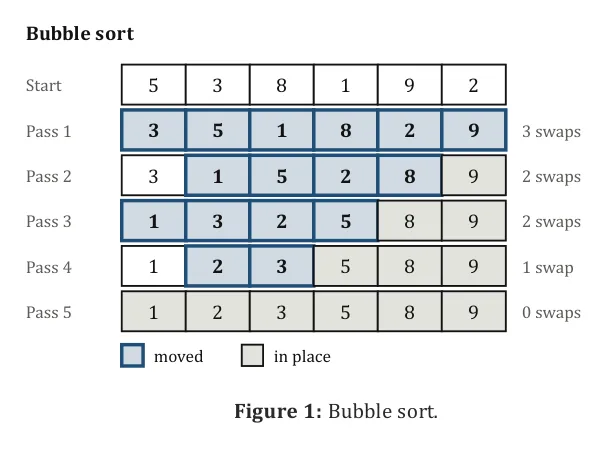 Bubble sort
Start 5 3 8 1 9 2
Pass 1 3 5 1 8 2 9 3 swaps
Pass 2 3 1 5 2 8 9 2 swaps
Pass 3 1 3 2 5 8 9 2 swaps
Pass 4 1 2 3 5 8 9 1 swap
Pass 5 1 2 3 5 8 9 0 swaps
moved in place
Figure 1: Bubble sort.